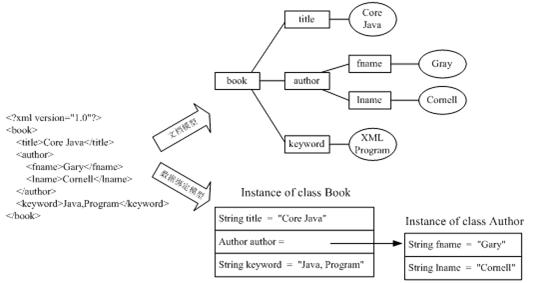 <?xml version="1.0"?>
<book>
<title>Core Java</title>
<author>
<fname>Gary</fname>
<lname>Cornell</lname>
</author>
<keyword>Java,Program</keyword>
</book>
文档模型
数据绑定模型
book
title
Core
Java
author
fname
Gray
lname
Cornell
keyword
XML
Program
Instance of class Book
String title = "Core Java"
Author author =
String keyword = "Java, Program"
Instance of class Author
String fname = "Gary"
String lname = "Cornell"